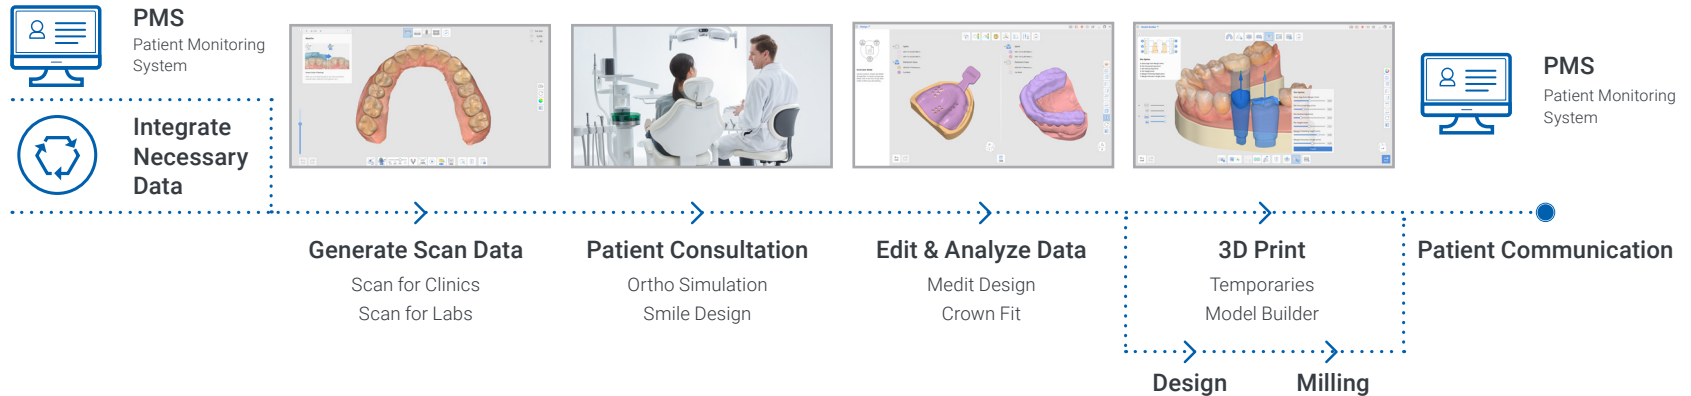 PMS
Patient Monitoring
System
Integrate
Necessary
Data
Generate Scan Data
Scan for Clinics
Scan for Labs
Patient Consultation
Ortho Simulation
Smile Design
Edit & Analyze Data
Medit Design
Crown Fit
3D Print
Temporaries
Model Builder
Design
Milling
PMS
Patient Monitoring
System
Patient Communication